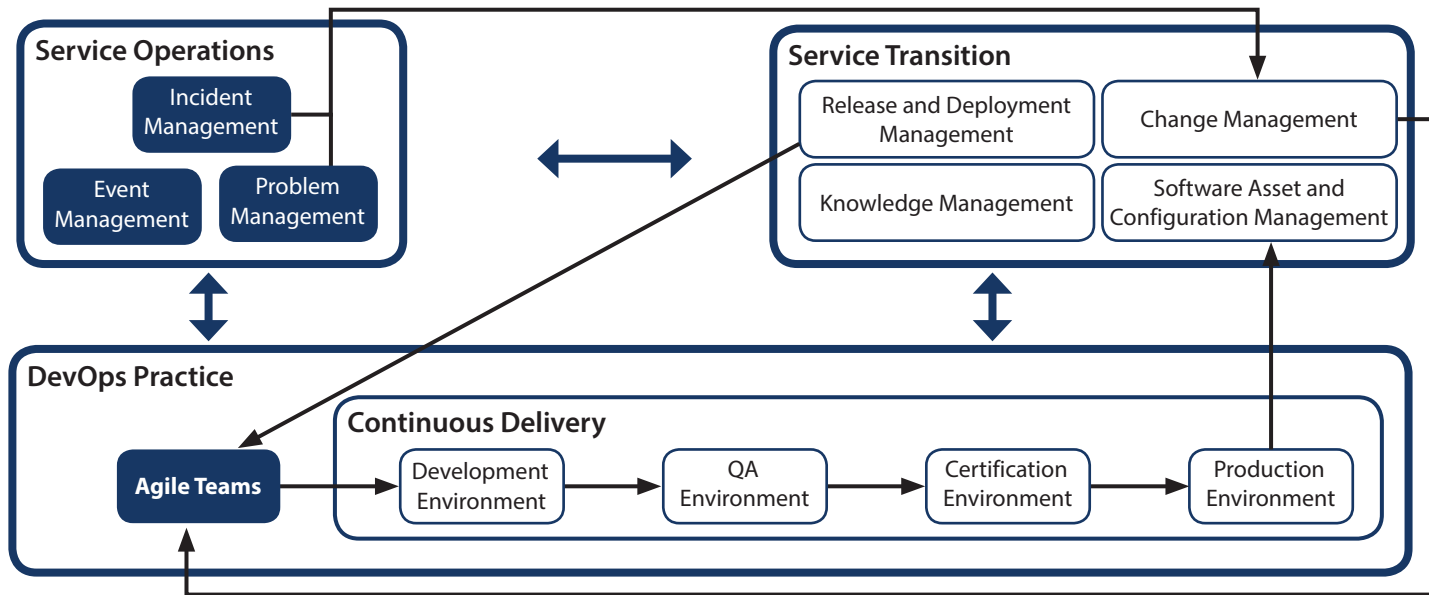 Service Operations
Incident
Management
Event
Management
Problem
Management
Service Transition
Release and Deployment
Management
Change Management
Knowledge Management
Software Asset and
Configuration Management
DevOps Practice
Agile Teams
Continuous Delivery
Development
Environment
QA
Environment
Certification
Environment
Production
Environment